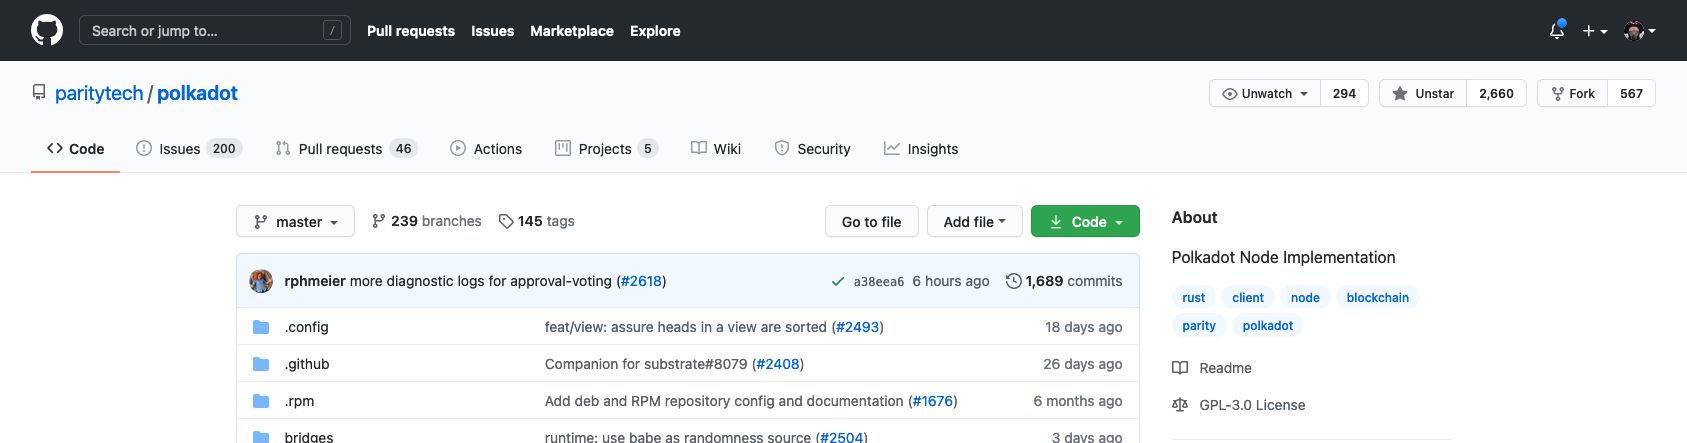 Search or jump to... / Pull requests Issues Marketplace Explore
paritytech / polkadot Unwatch 294 Unstar 2,660 Fork 567
Code Issues 200 Pull requests 46 Actions Projects 5 Wiki Security Insights
master 239 branches 145 tags Go to file Add file Code
rphmeier more diagnostic logs for approval-voting (#2618) a38eea6 6 hours ago 1,689 commits
.config feat/view: assure heads in a view are sorted (#2493) 18 days ago
.github Companion for substrate#8079 (#2408) 26 days ago
.rpm Add deb and RPM repository config and documentation (#1676) 6 months ago
bridges runtime: use babe as randomness source (#2504) 3 days ago
About
Polkadot Node Implementation
rust client node blockchain
parity polkadot
Readme
GPL-3.0 License